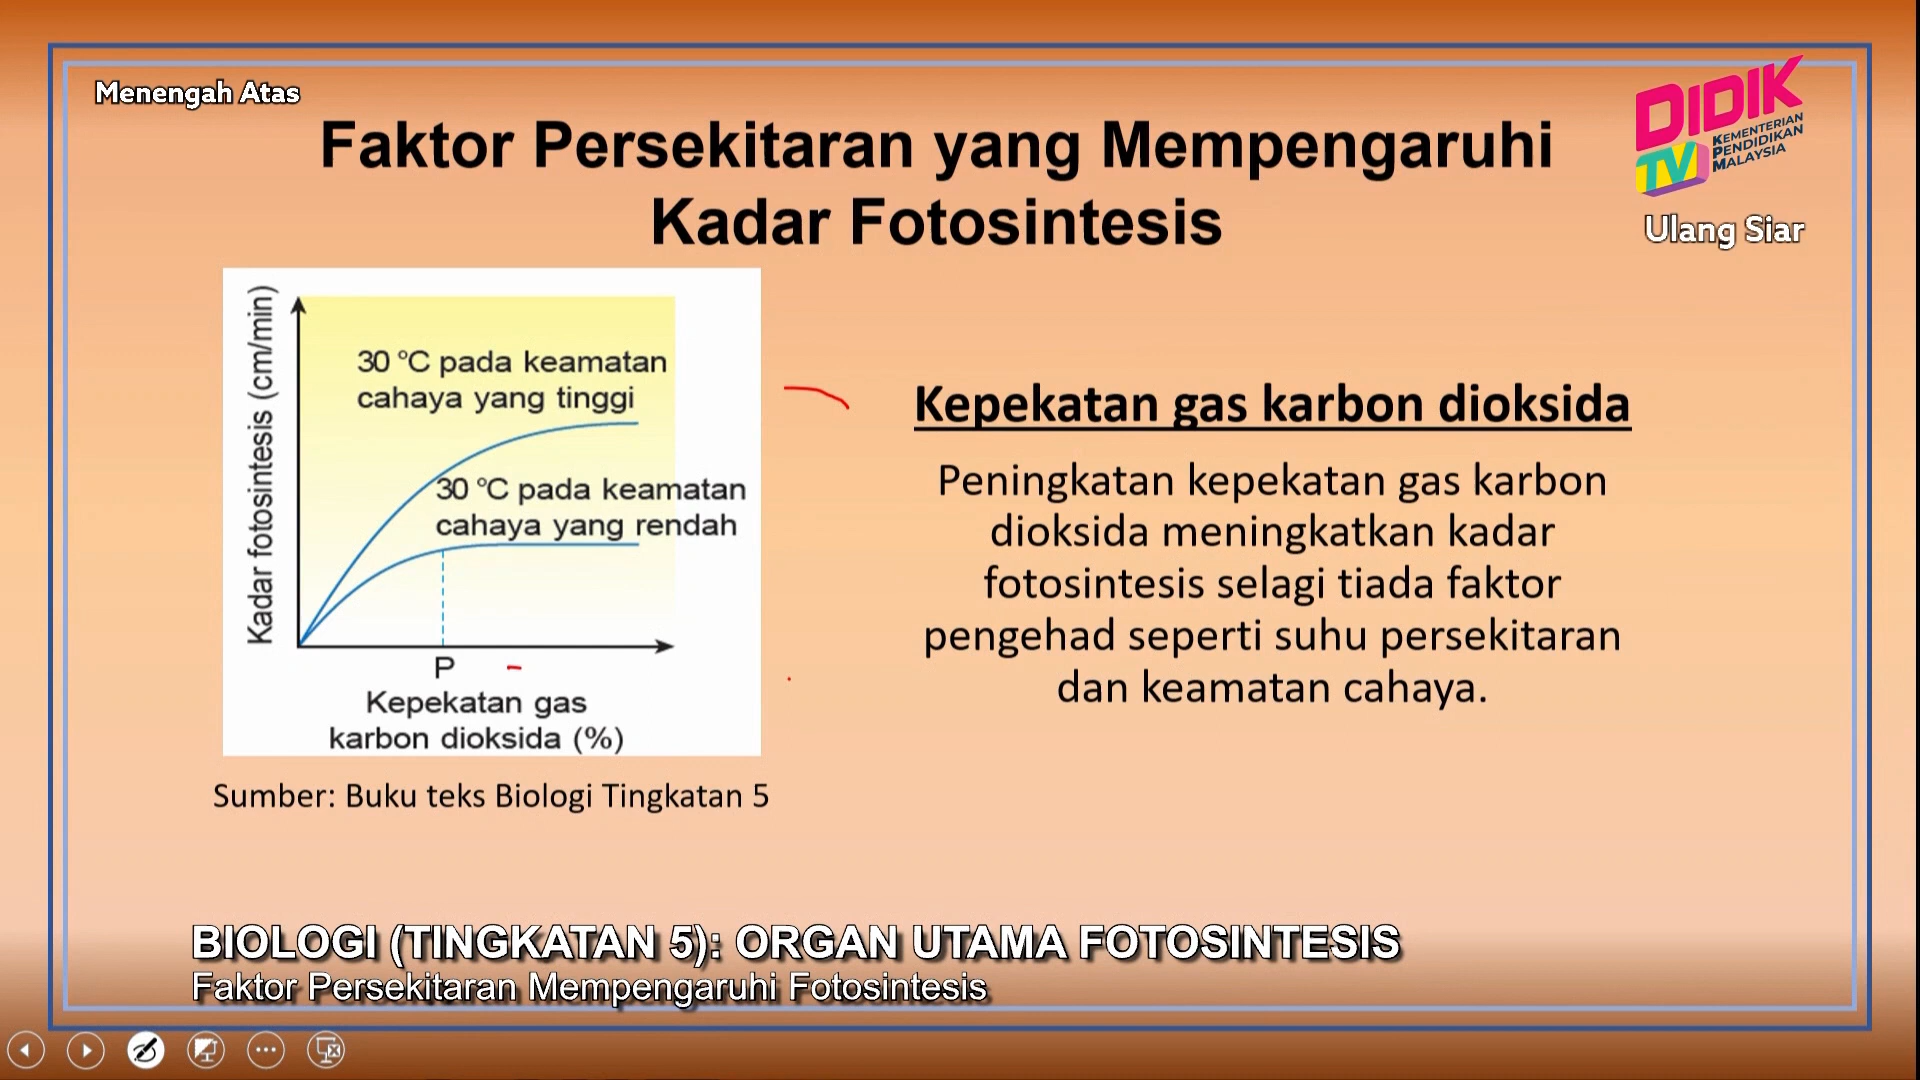 Menengah Atas
DIDIK
TV
KEMENTERIAN
PENDIDIKAN
MALAYSIA
Ulang Siar
Faktor Persekitaran yang Mempengaruhi
Kadar Fotosintesis
Kadar fotosintesis (cm/min)
30 °C pada keamatan
cahaya yang tinggi
30 °C pada keamatan
cahaya yang rendah
P
Kepekatan gas
karbon dioksida (%)
Sumber: Buku teks Biologi Tingkatan 5
Kepekatan gas karbon dioksida
Peningkatan kepekatan gas karbon
dioksida meningkatkan kadar
fotosintesis selagi tiada faktor
pengehad seperti suhu persekitaran
dan keamatan cahaya.
BIOLOGI (TINGKATAN 5): ORGAN UTAMA FOTOSINTESIS
Faktor Persekitaran Mempengaruhi Fotosintesis